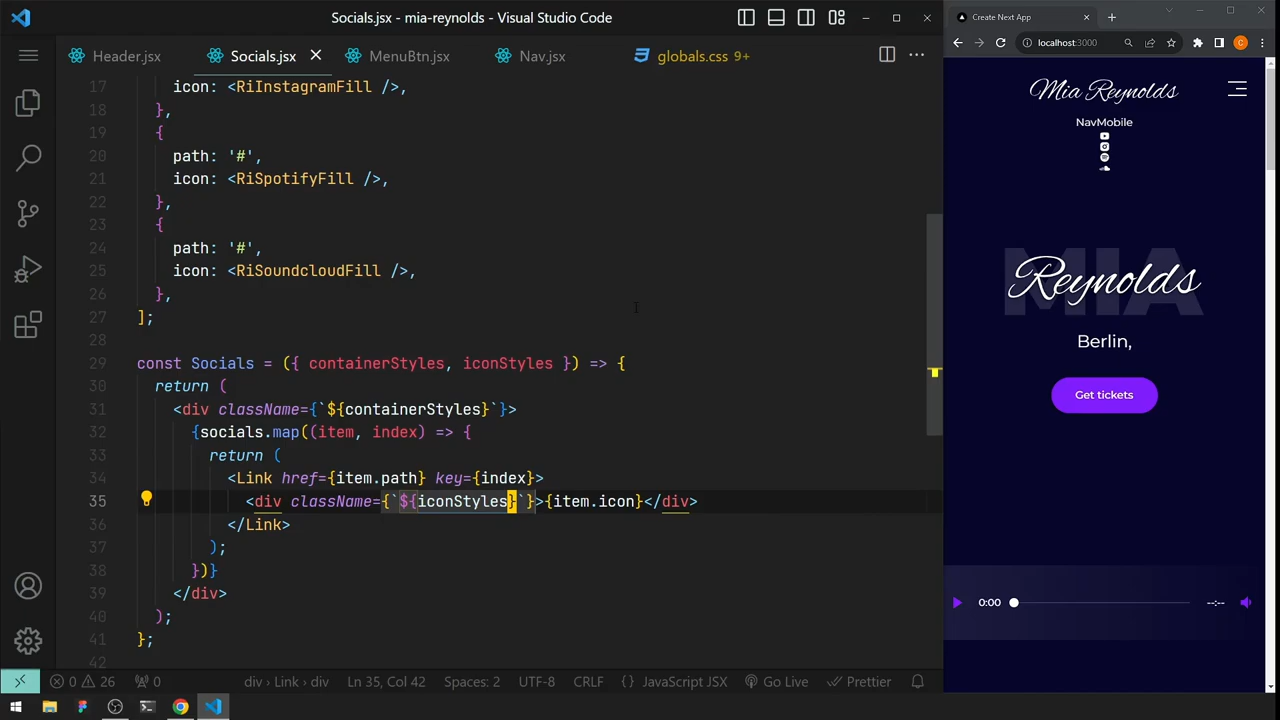 Socials.jsx - mia-reynolds - Visual Studio Code
Header.jsx
Socials.jsx
MenuBtn.jsx
Nav.jsx
globals.css 9+
17 icon: <RiInstagramFill />,
18 },
19 {
20 path: '#',
21 icon: <RiSpotifyFill />,
22 },
23 {
24 path: '#',
25 icon: <RiSoundcloudFill />,
26 },
27 ];
28
29 const Socials = ({ containerStyles, iconStyles }) => {
30 return (
31 <div className={`${containerStyles}`}>
32 {socials.map((item, index) => {
33 return (
34 <Link href={item.path} key={index}>
35 <div className={`${iconStyles}`}>{item.icon}</div>
36 </Link>
37 );
38 })}
39 </div>
40 );
41 };
42
0 26 0 div › Link › div Ln 35, Col 42 Spaces: 2 UTF-8 CRLF {} JavaScript JSX Go Live Prettier
Create Next App
localhost:3000
C
Mia Reynolds
NavMobile
MIA
Reynolds
Berlin,
Get tickets
0:00 --:--